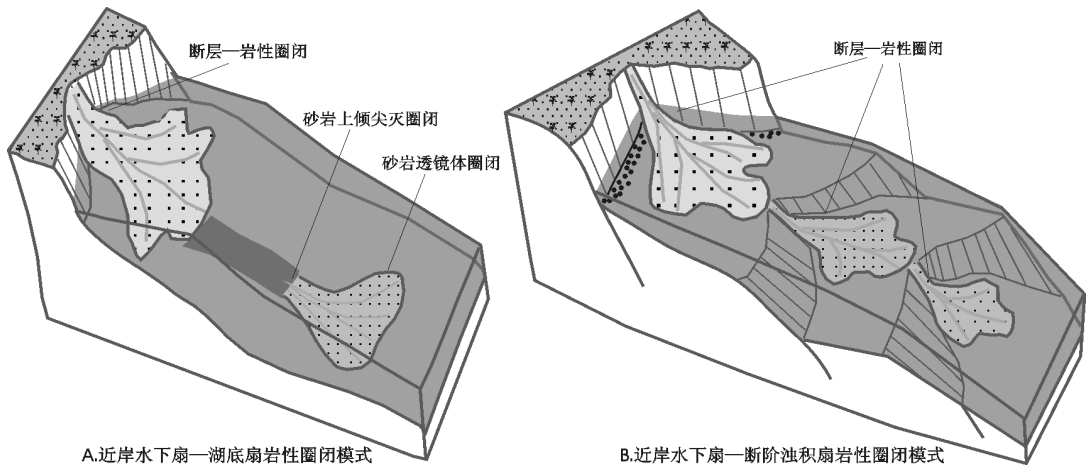 断层—岩性圈闭
砂岩上倾尖灭圈闭
砂岩透镜体圈闭
A.近岸水下扇—湖底扇岩性圈闭模式
断层—岩性圈闭
B.近岸水下扇—断阶浊积扇岩性圈闭模式